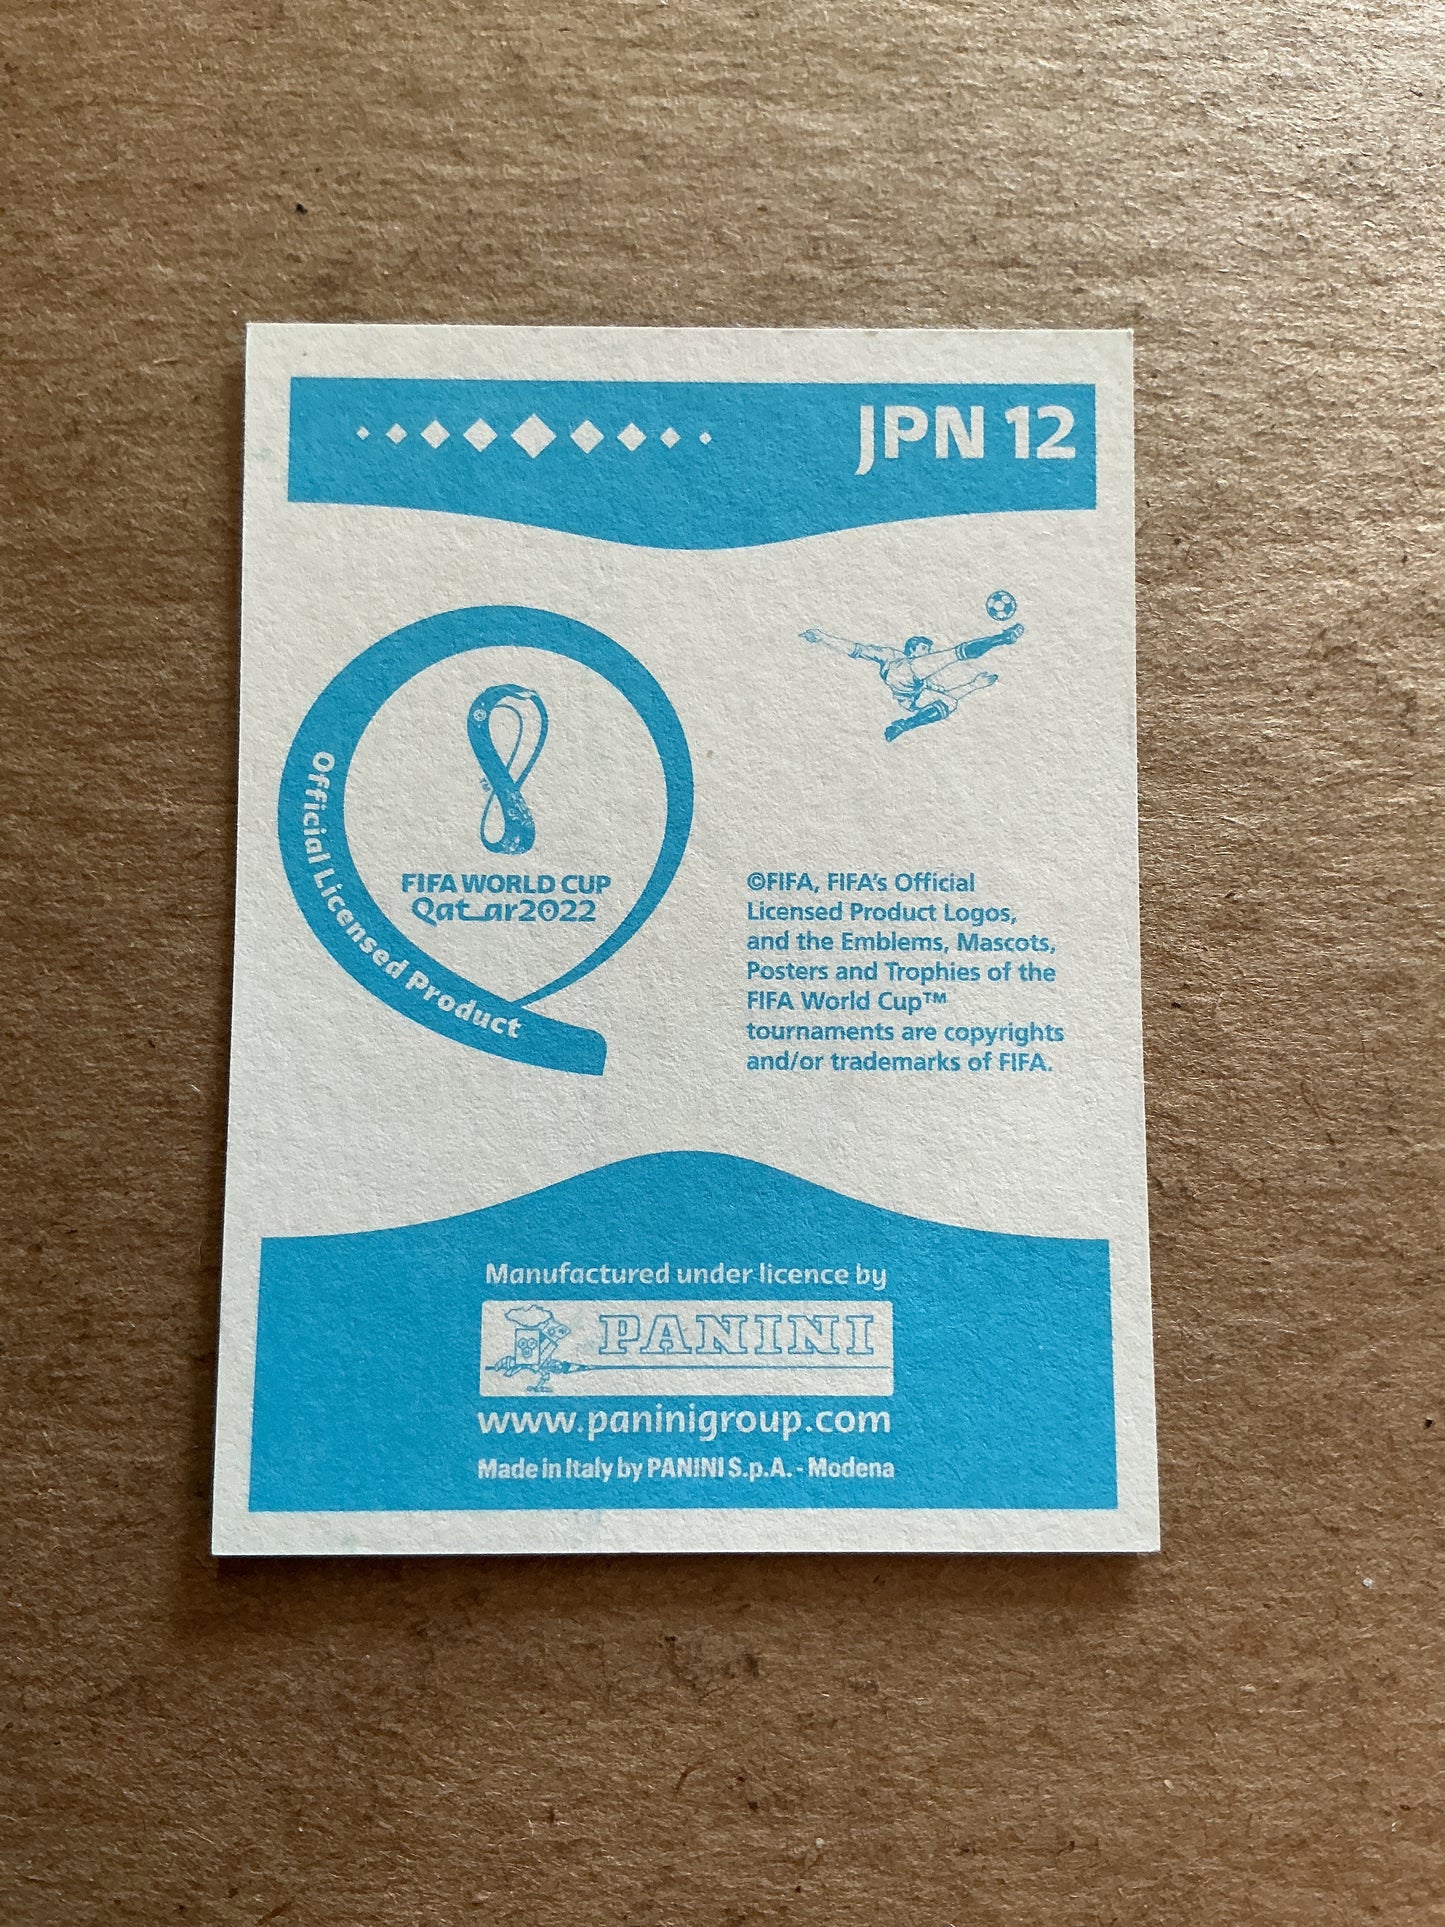 JPN 12
Official Licensed Product
TM
FIFA WORLD CUP
Qatar2022
©FIFA, FIFA's Official
Licensed Product Logos,
and the Emblems, Mascots,
Posters and Trophies of the
FIFA World Cup™
tournaments are copyrights
and/or trademarks of FIFA.
Manufactured under licence by
PANINI
www.paninigroup.com
Made in Italy by PANINI S.p.A. - Modena